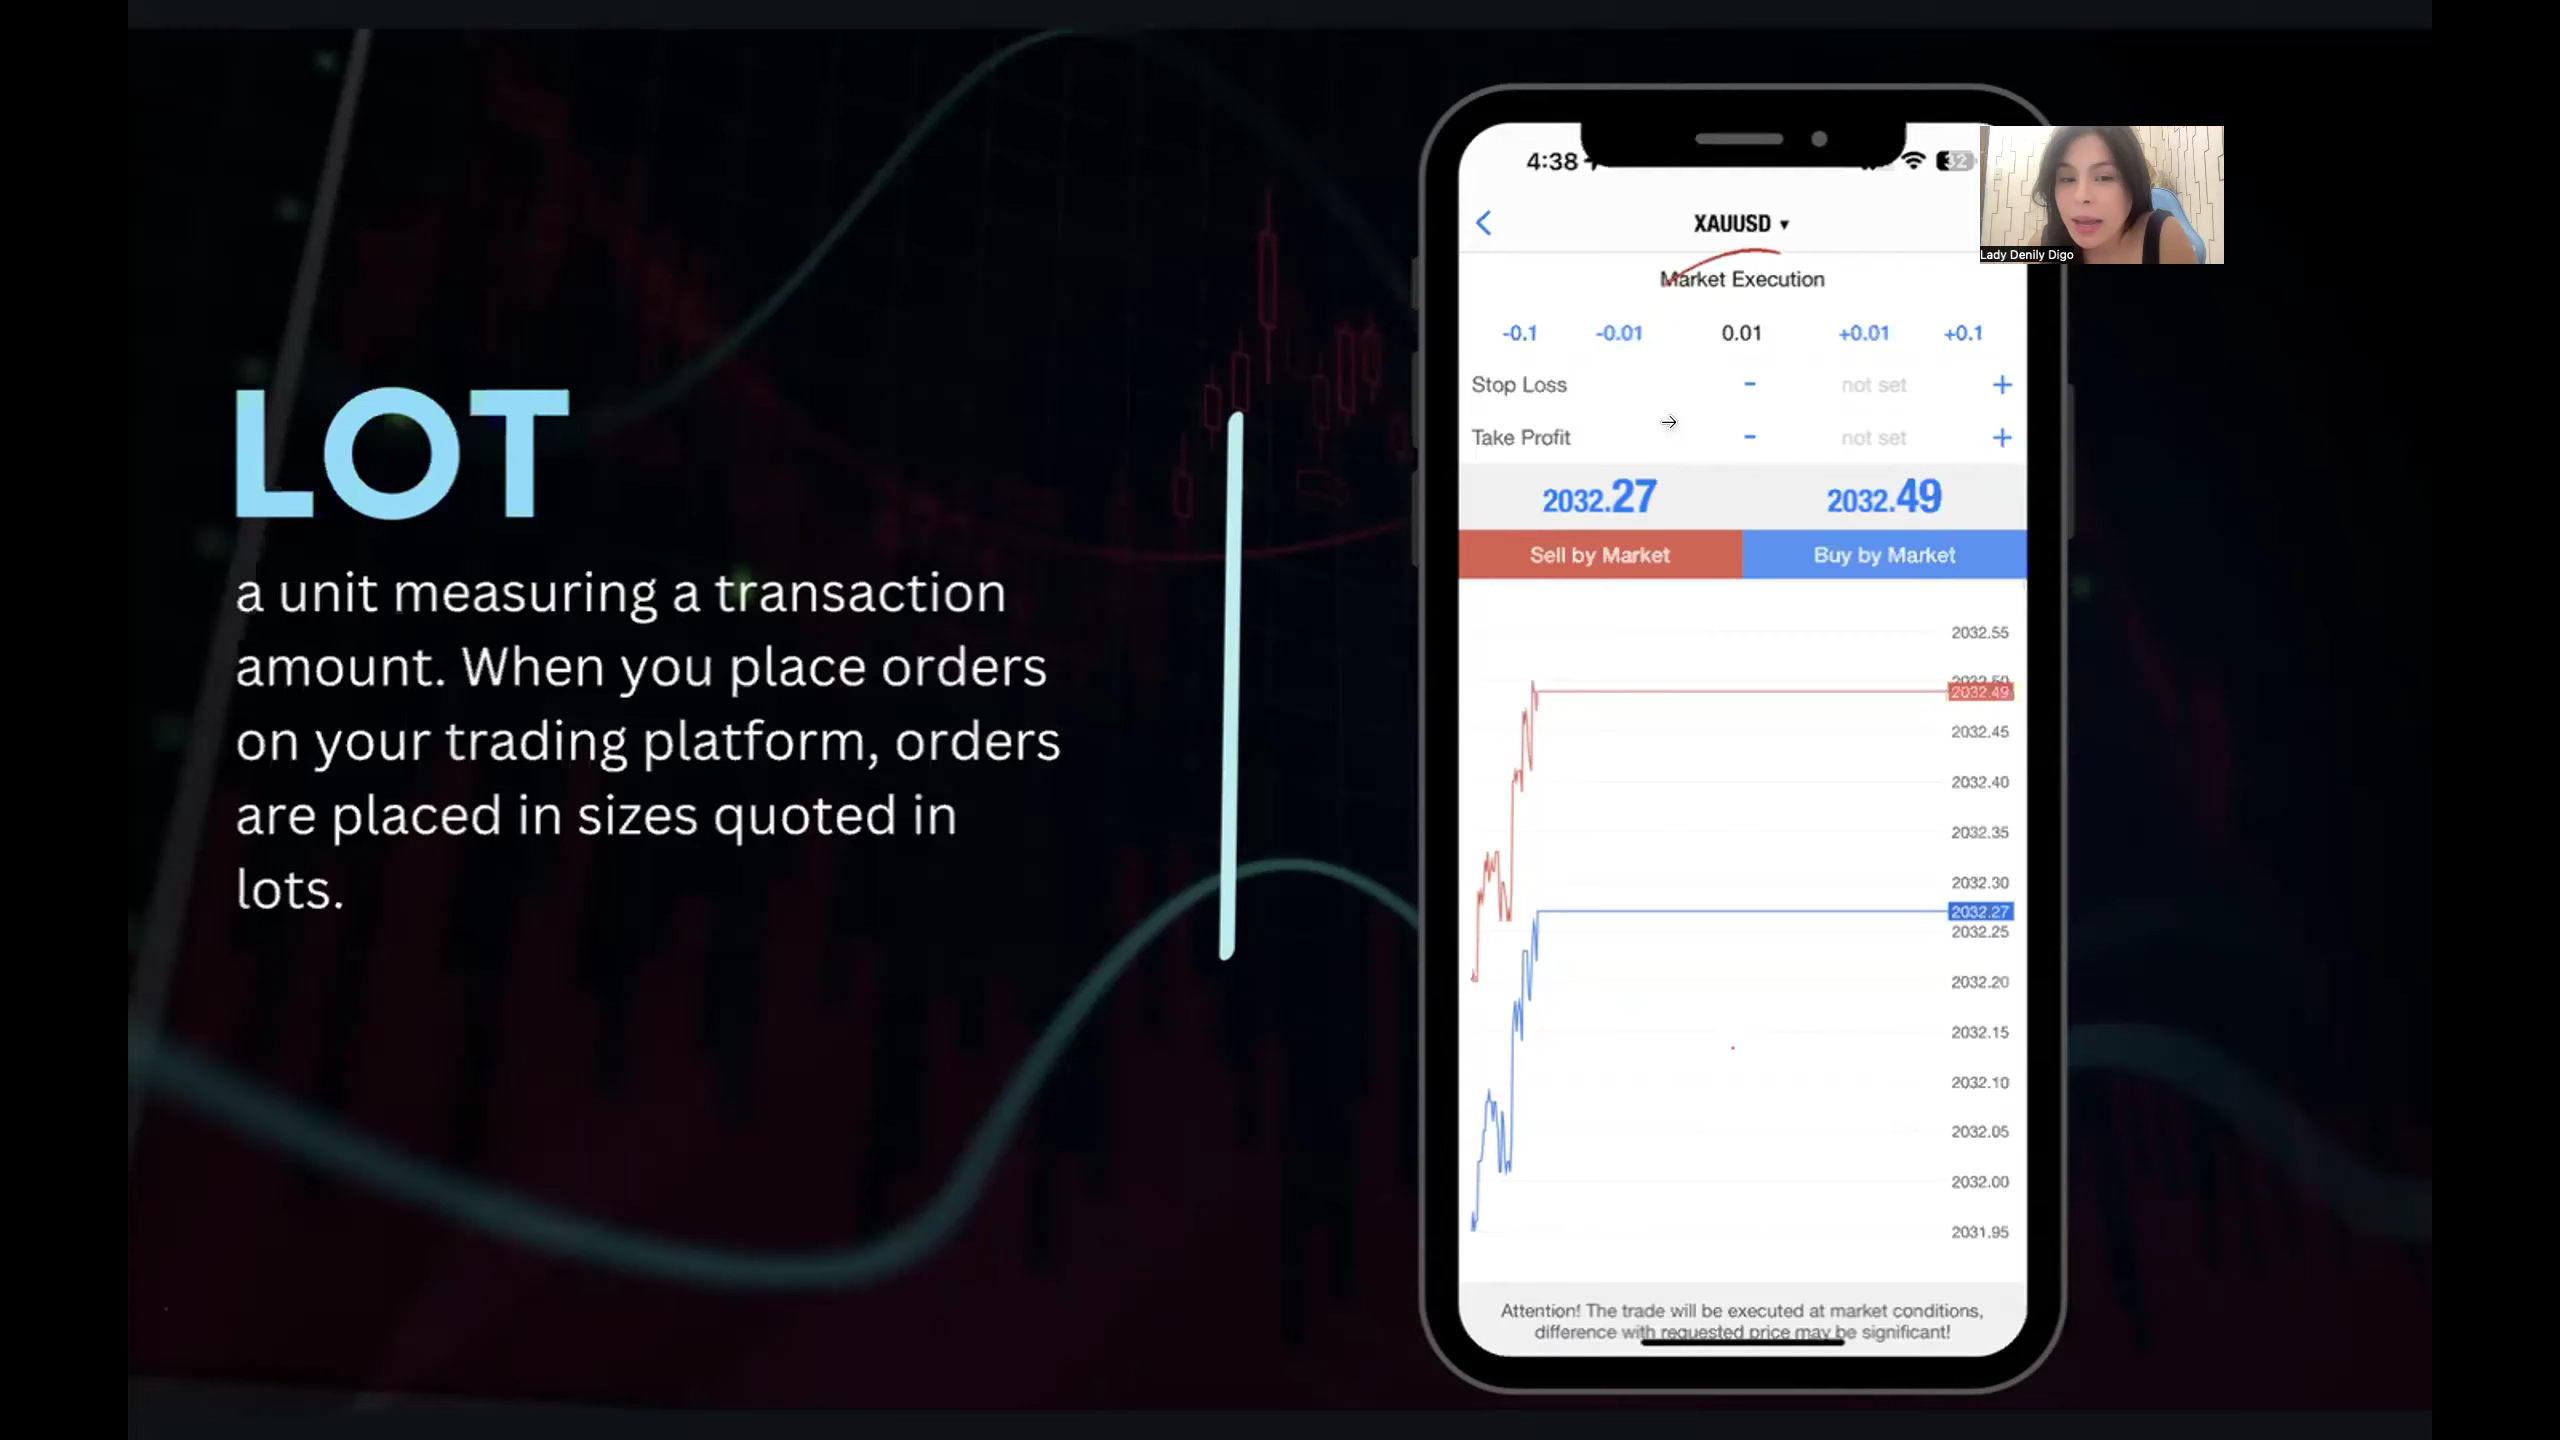 LOT
a unit measuring a transaction
amount. When you place orders
on your trading platform, orders
are placed in sizes quoted in
lots.
4:38
32
XAUUSD
Market Execution
-0.1 -0.01 0.01 +0.01 +0.1
Stop Loss - not set +
Take Profit - not set +
2032.27 2032.49
Sell by Market Buy by Market
2032.55
2032.50
2032.49
2032.45
2032.40
2032.35
2032.30
2032.27
2032.25
2032.20
2032.15
2032.10
2032.05
2032.00
2031.95
Attention! The trade will be executed at market conditions,
difference with requested price may be significant!
Lady Denily Digo